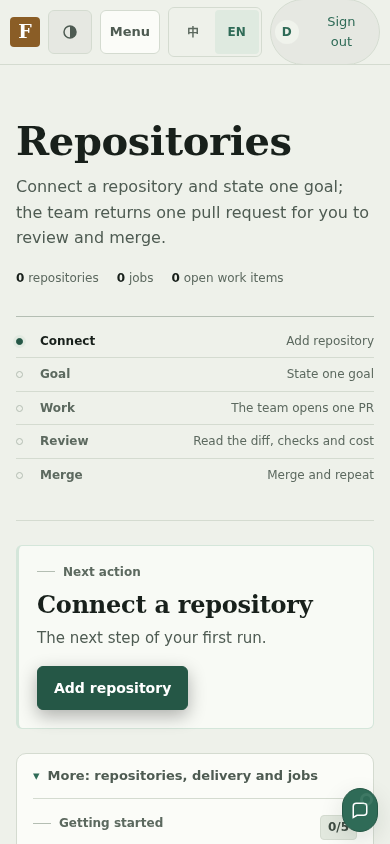 F
Menu
中
EN
D
Sign
out
Repositories
Connect a repository and state one goal;
the team returns one pull request for you to
review and merge.
0 repositories 0 jobs 0 open work items
Connect Add repository
Goal State one goal
Work The team opens one PR
Review Read the diff, checks and cost
Merge Merge and repeat
Next action
Connect a repository
The next step of your first run.
Add repository
▾ More: repositories, delivery and jobs
Getting started
0/5